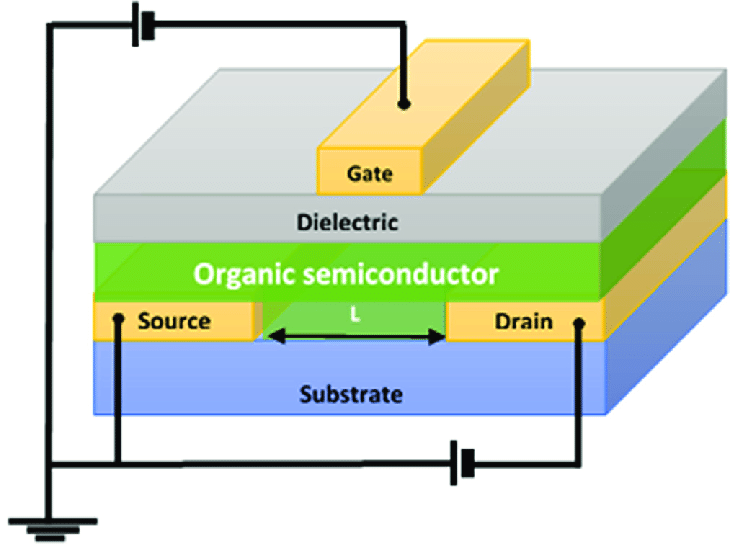 Gate
Dielectric
Organic semiconductor
Source
L
Drain
Substrate